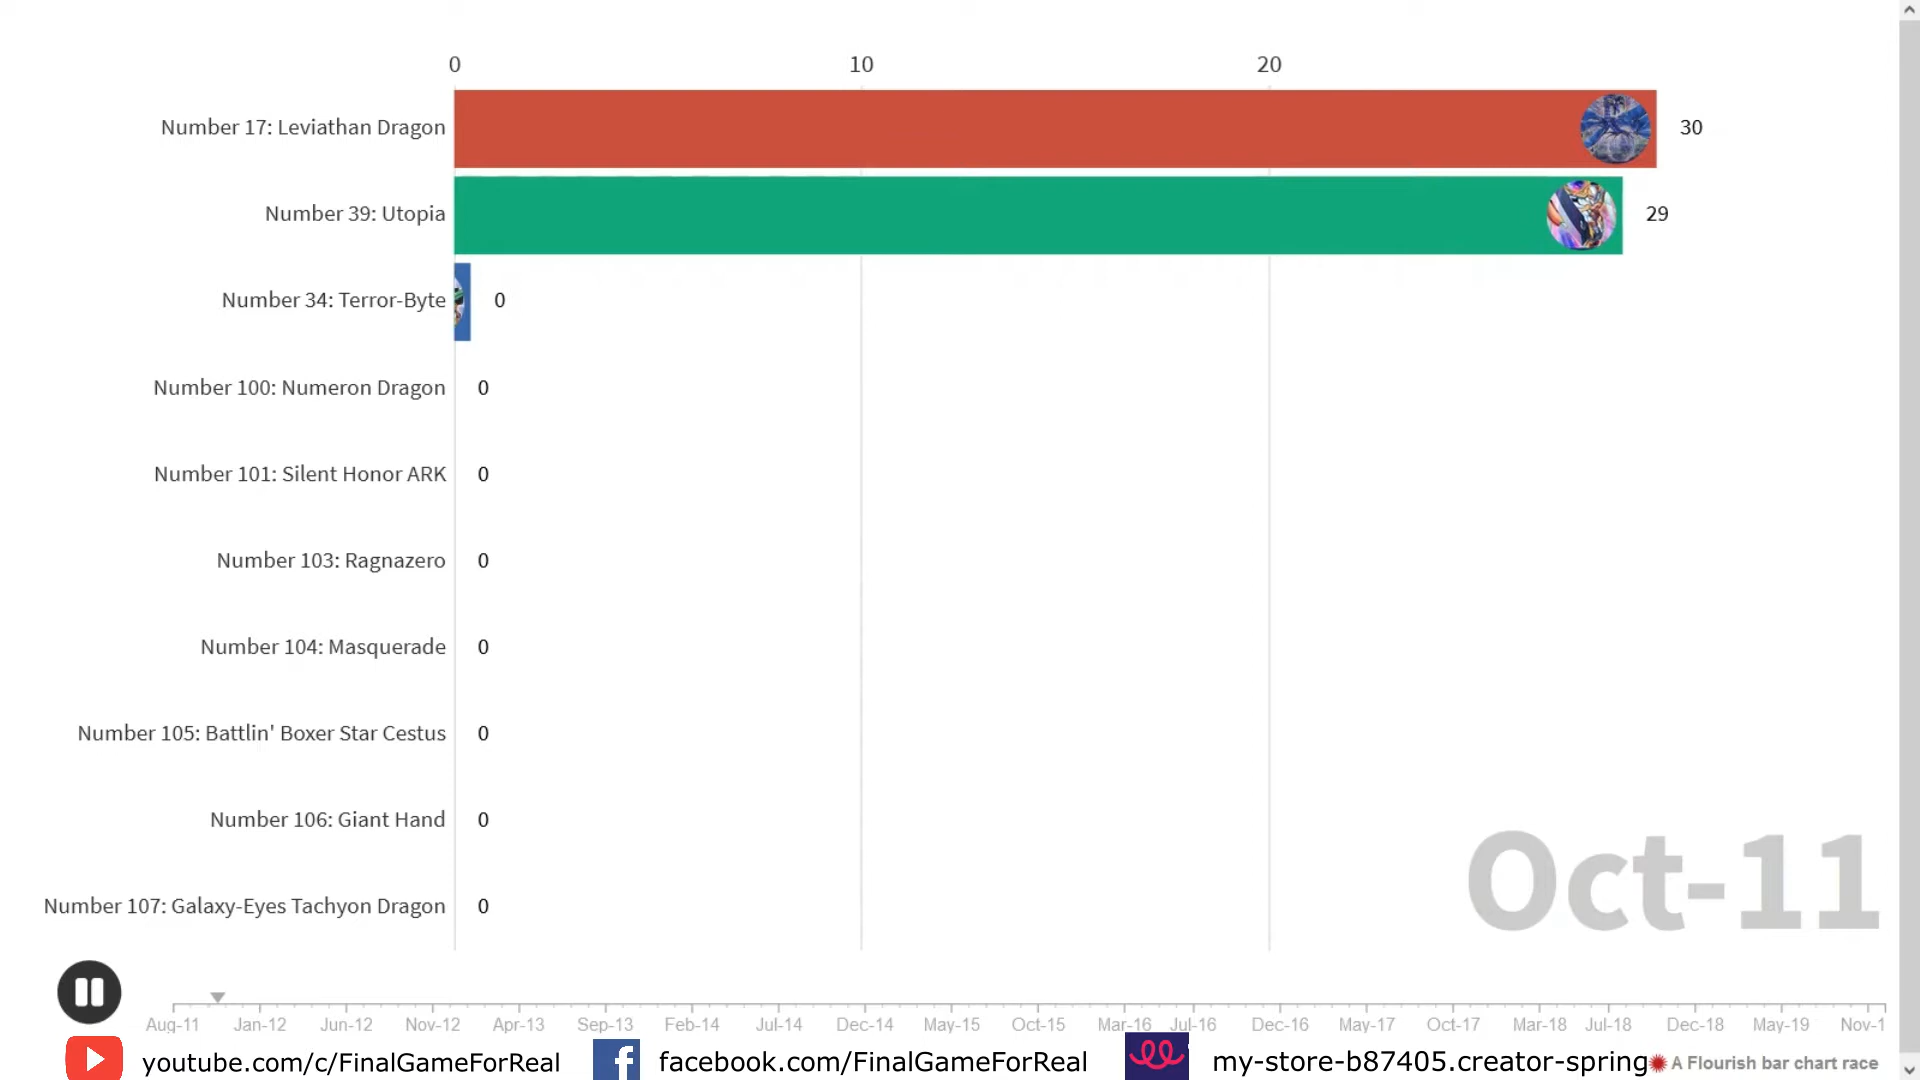 0 10 20
Number 17: Leviathan Dragon 30
Number 39: Utopia 29
Number 34: Terror-Byte 0
Number 100: Numeron Dragon 0
Number 101: Silent Honor ARK 0
Number 103: Ragnazero 0
Number 104: Masquerade 0
Number 105: Battlin' Boxer Star Cestus 0
Number 106: Giant Hand 0
Number 107: Galaxy-Eyes Tachyon Dragon 0
Oct-11
Aug-11 Jan-12 Jun-12 Nov-12 Apr-13 Sep-13 Feb-14 Jul-14 Dec-14 May-15 Oct-15 Mar-16 Jul-16 Dec-16 May-17 Oct-17 Mar-18 Jul-18 Dec-18 May-19 Nov-1
youtube.com/c/FinalGameForReal facebook.com/FinalGameForReal my-store-b87405.creator-spring A Flourish bar chart race